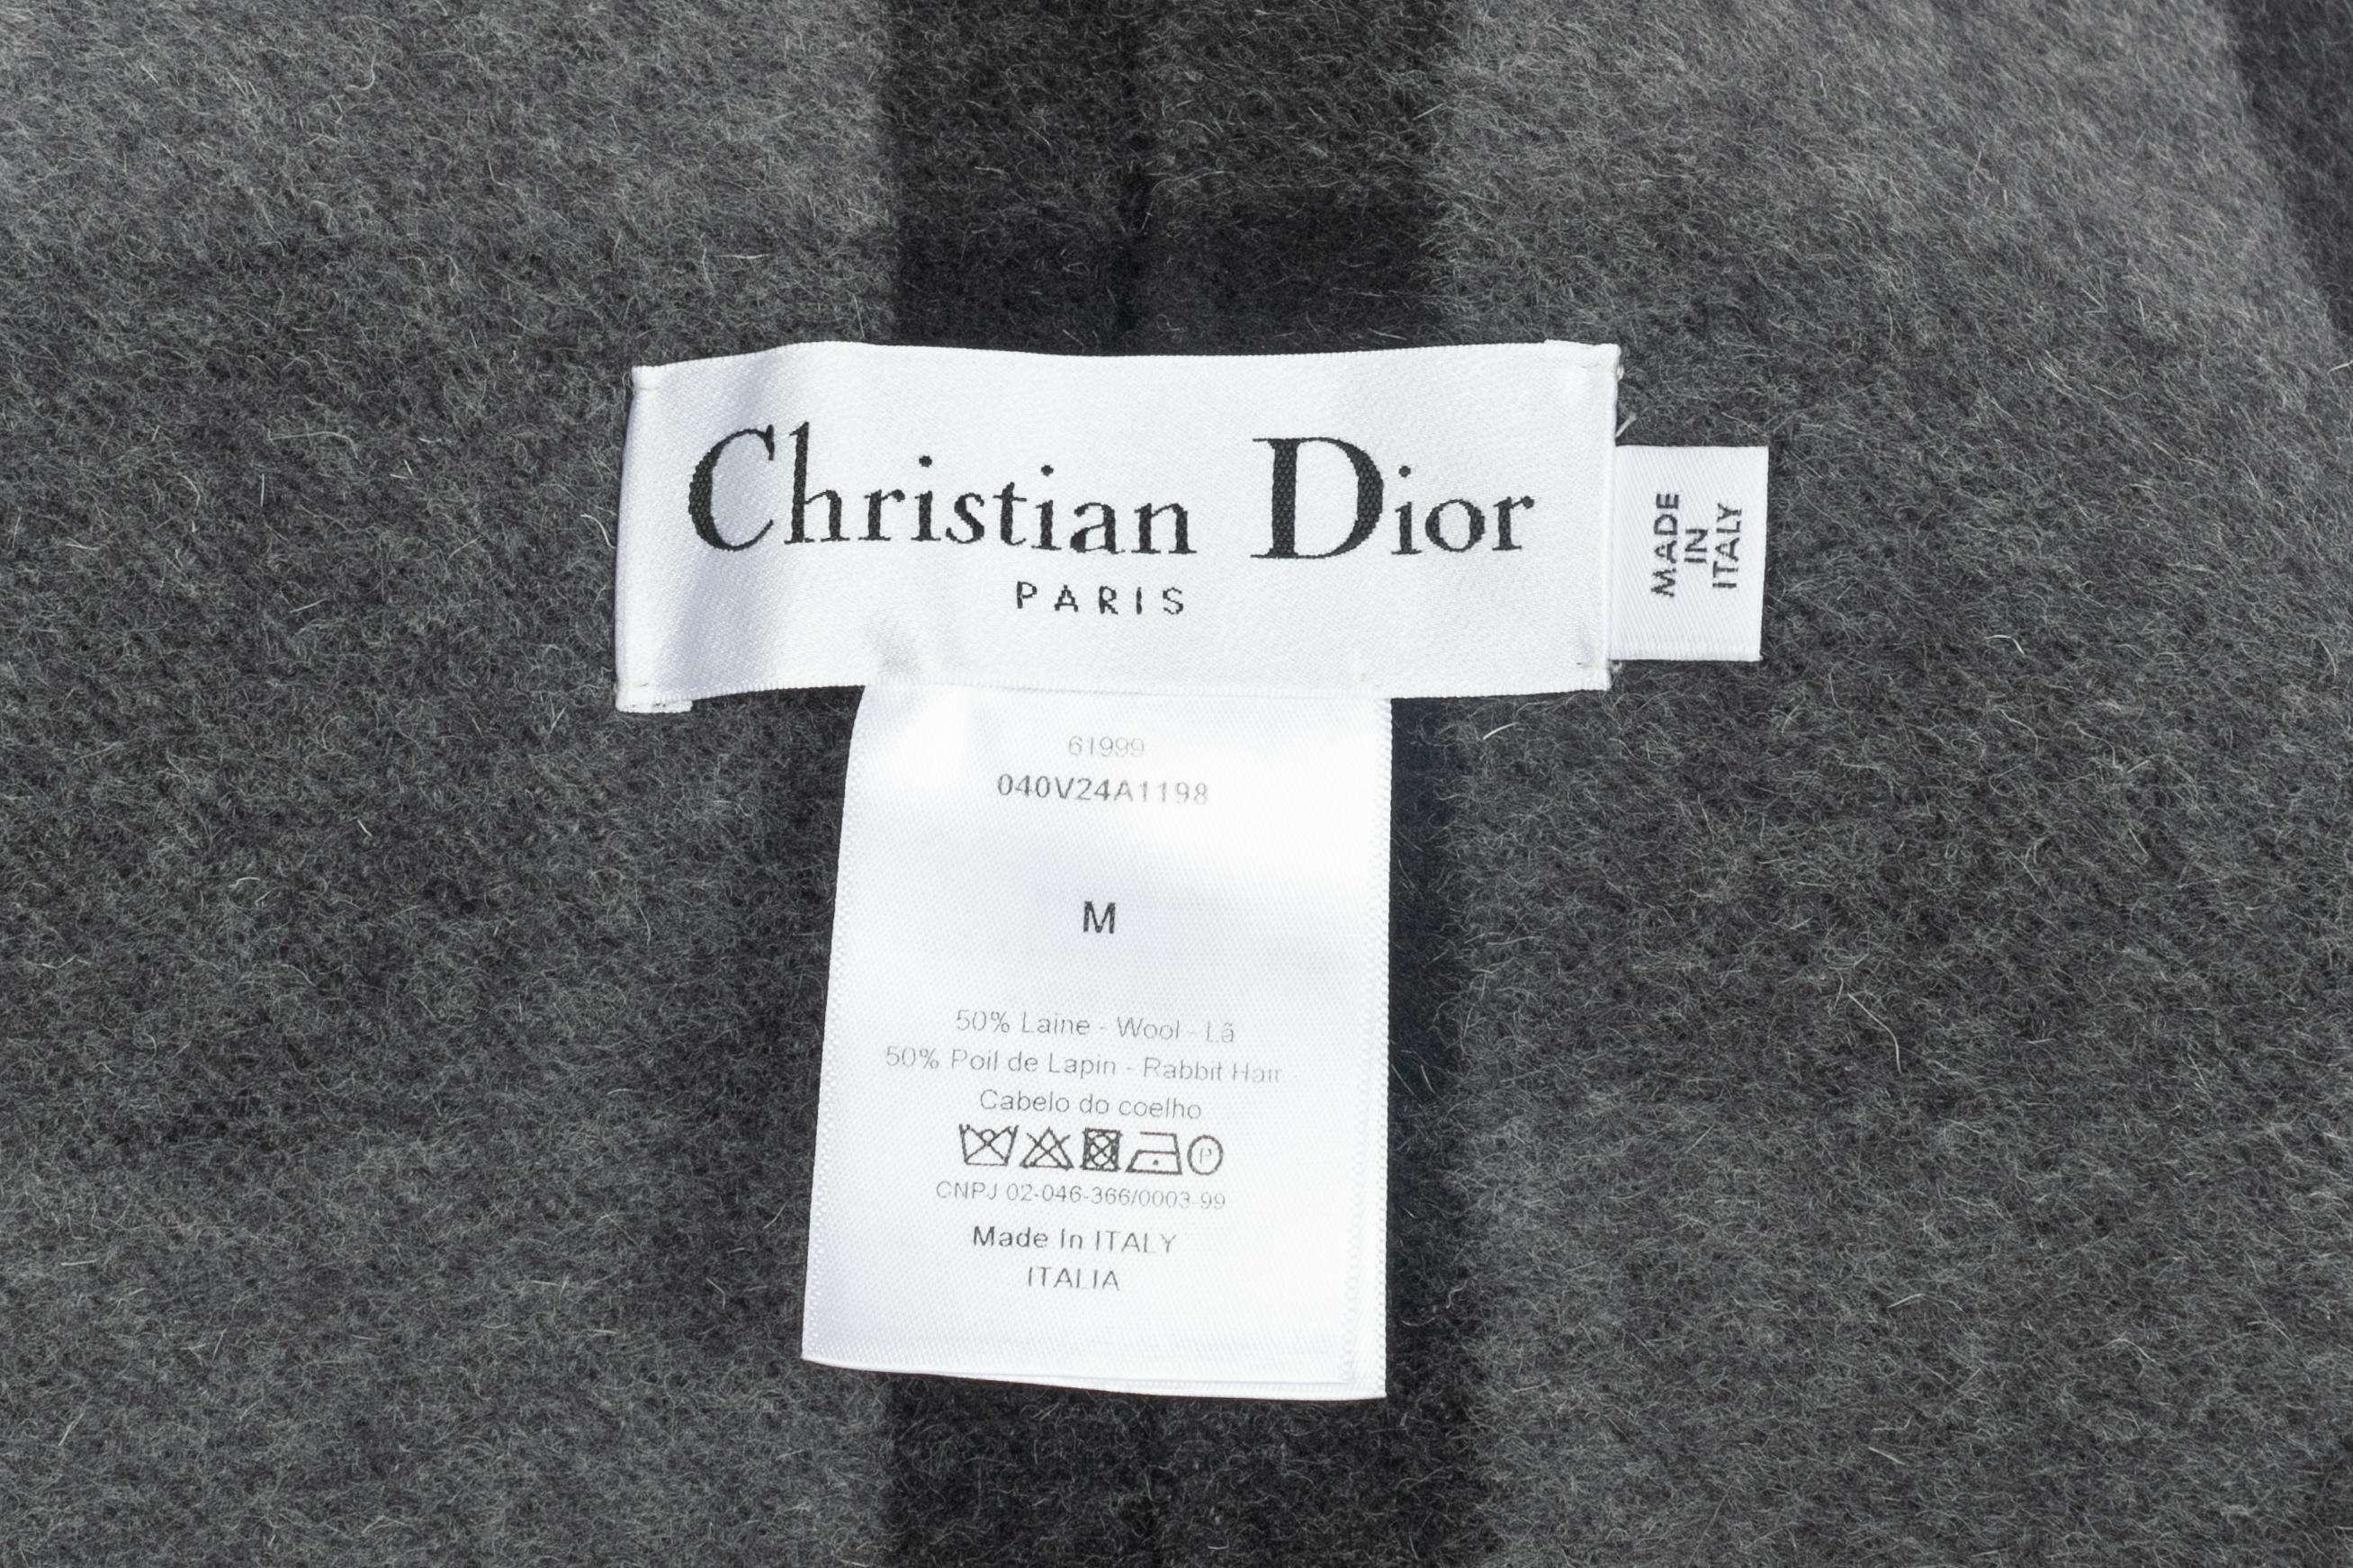 Christian Dior
PARIS
MADE
IN
ITALY
61999
040V24A1198
M
50% Laine - Wool - Lã
50% Poil de Lapin - Rabbit Hair -
Cabelo do coelho
P
CNPJ 02-046-366/0003-99
Made In ITALY
ITALIA